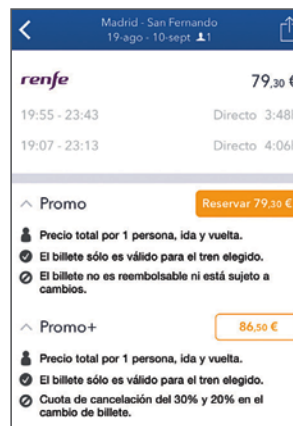 Madrid - San Fernando
19-ago - 10-sept 1
renfe 79,30 €
19:55 - 23:43 Directo 3:48h
19:07 - 23:13 Directo 4:06h
Promo Reservar 79,30 €
Precio total por 1 persona, ida y vuelta.
El billete sólo es válido para el tren elegido.
El billete no es reembolsable ni está sujeto a
cambios.
Promo+ 86,50 €
Precio total por 1 persona, ida y vuelta.
El billete sólo es válido para el tren elegido.
Cuota de cancelación del 30% y 20% en el
cambio de billete.